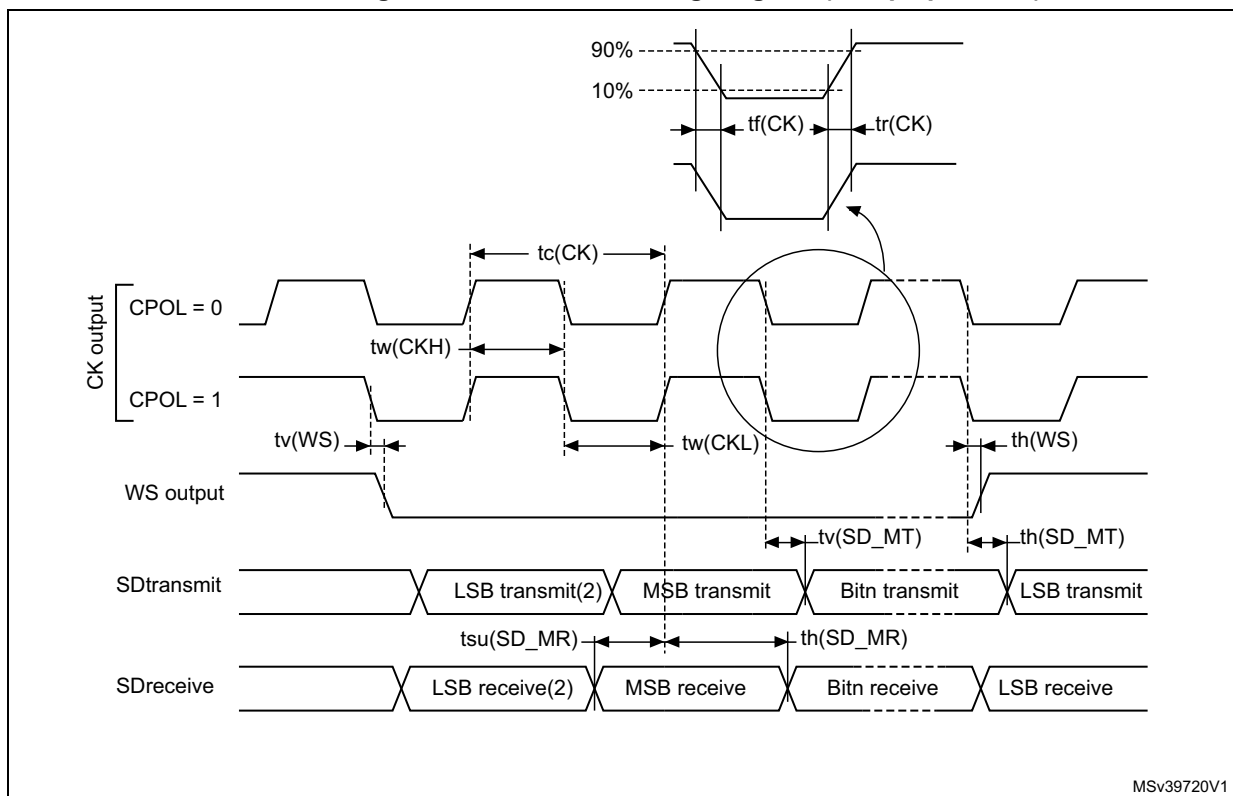 90%
10%
tf(CK)
tr(CK)
tc(CK)
CK output
CPOL = 0
tw(CKH)
CPOL = 1
tv(WS)
tw(CKL)
th(WS)
WS output
tv(SD_MT)
th(SD_MT)
SDtransmit
LSB transmit(2)
MSB transmit
Bitn transmit
LSB transmit
tsu(SD_MR)
th(SD_MR)
SDreceive
LSB receive(2)
MSB receive
Bitn receive
LSB receive
MSv39720V1